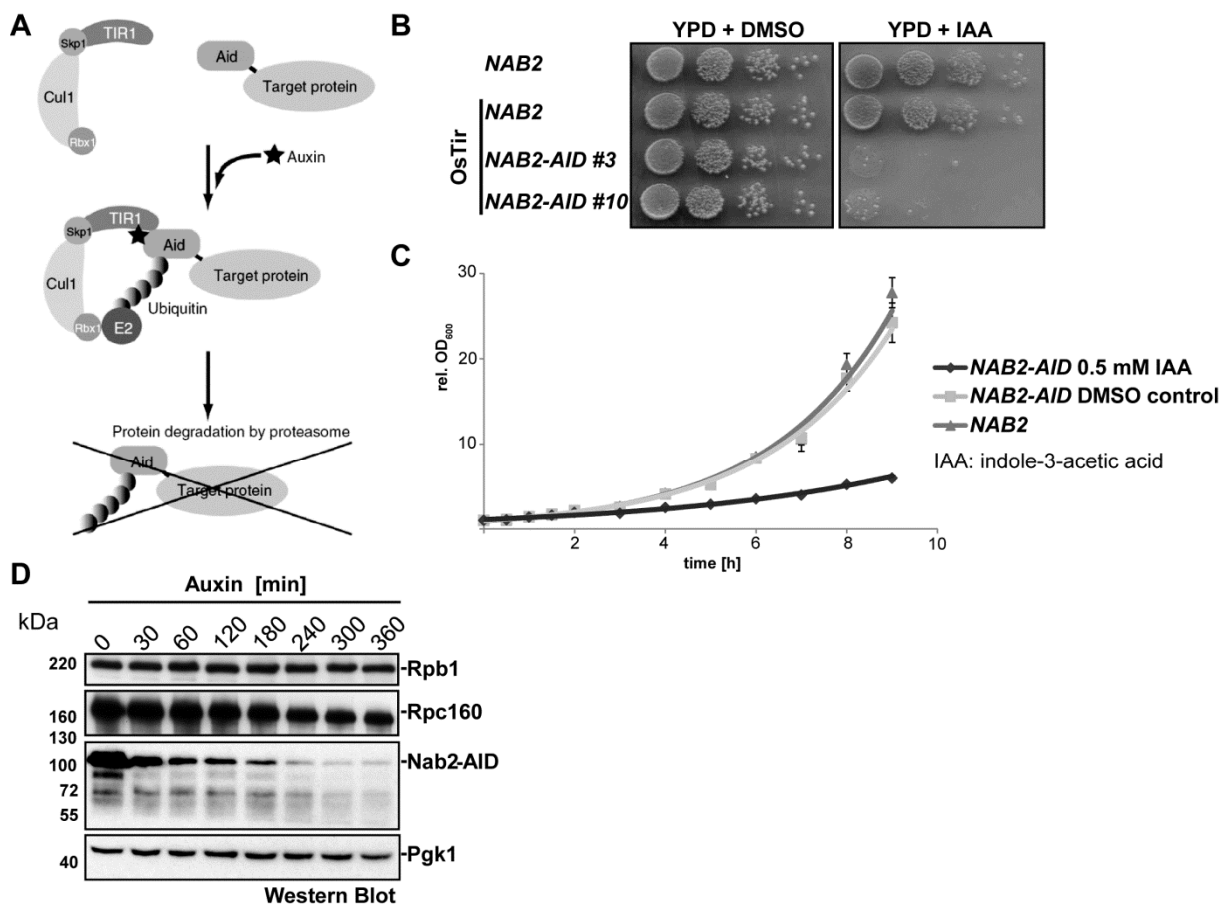 A
Skp1
TIR1
Cul1
Rbx1
Aid
Target protein
Auxin
TIR1
Skp1
Aid
Cul1
Target protein
Ubiquitin
Rbx1
E2
Protein degradation by proteasome
Aid
Target protein
B
YPD + DMSO
YPD + IAA
NAB2
OsTir
NAB2
NAB2-AID #3
NAB2-AID #10
C
rel. OD600
30
20
10
2
4
6
8
10
time [h]
NAB2-AID 0.5 mM IAA
NAB2-AID DMSO control
NAB2
IAA: indole-3-acetic acid
D
Auxin [min]
kDa
0 30 60 120 180 240 300 360
220
-Rpb1
160
-Rpc160
130
100
72
55
-Nab2-AID
40
-Pgk1
Western Blot